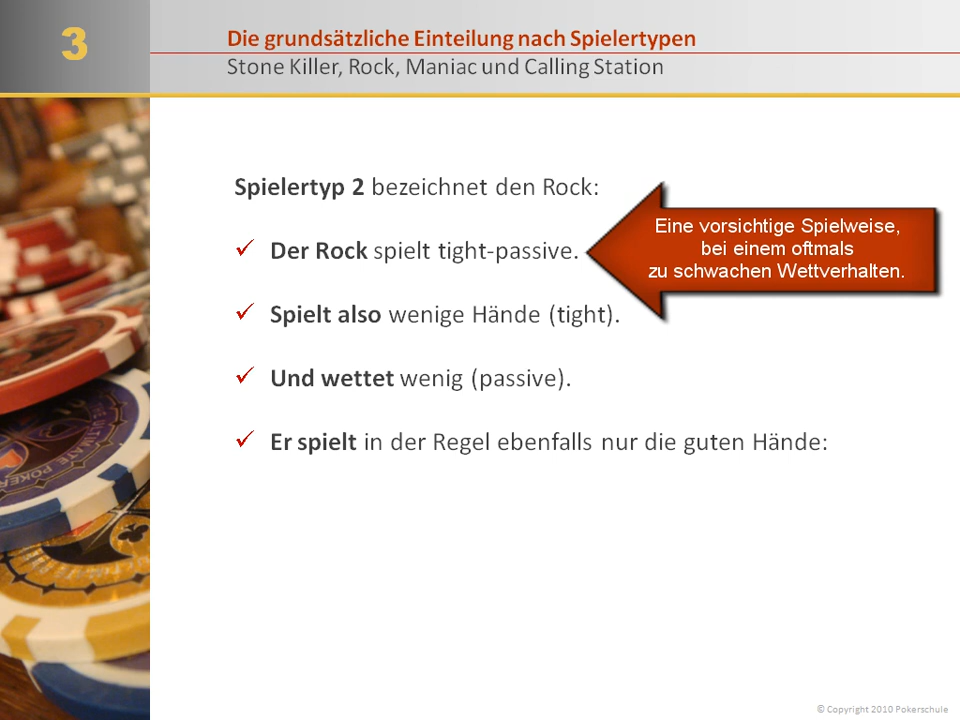 3
Die grundsätzliche Einteilung nach Spielertypen
Stone Killer, Rock, Maniac und Calling Station
Spielertyp 2 bezeichnet den Rock:
Der Rock spielt tight-passive.
Eine vorsichtige Spielweise,
bei einem oftmals
zu schwachen Wettverhalten.
Spielt also wenige Hände (tight).
Und wettet wenig (passive).
Er spielt in der Regel ebenfalls nur die guten Hände:
© Copyright 2010 Pokerschule